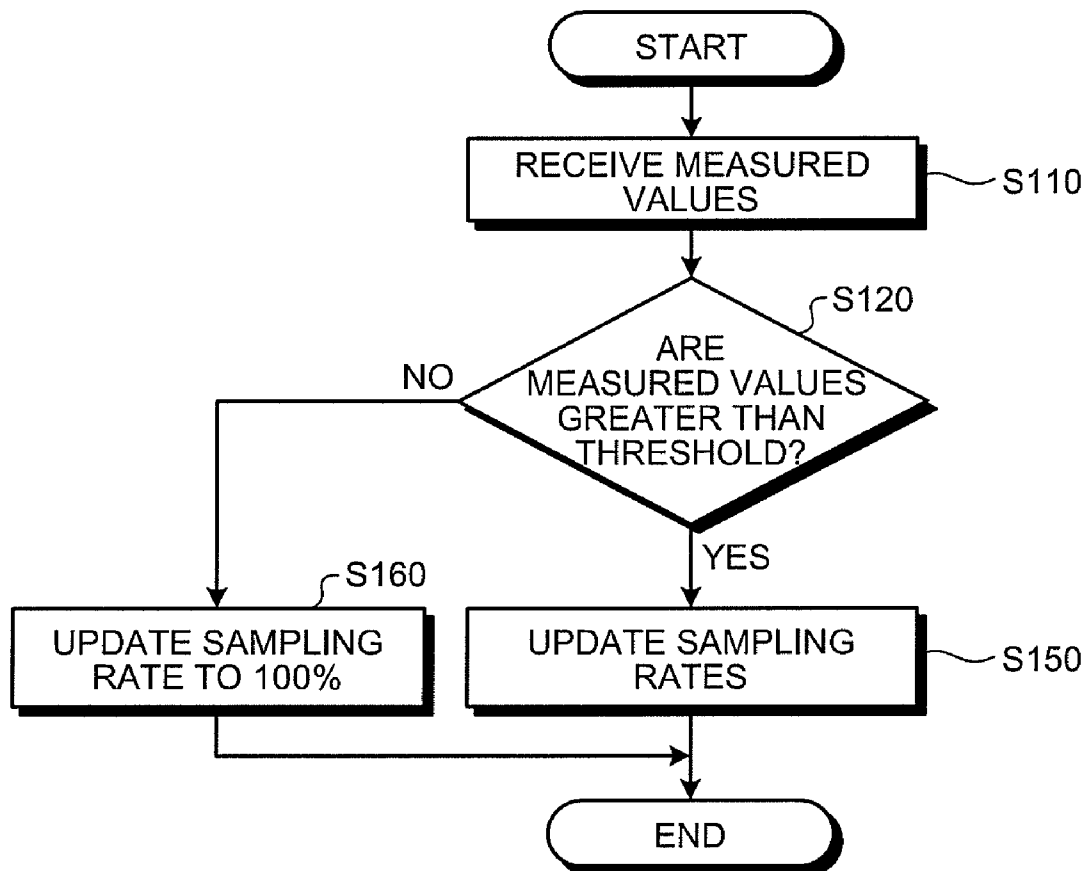 START
RECEIVE MEASURED
VALUES
S110
S120
ARE
MEASURED VALUES
GREATER THAN
THRESHOLD?
NO
YES
S160
UPDATE SAMPLING
RATE TO 100%
UPDATE SAMPLING
RATES
S150
END